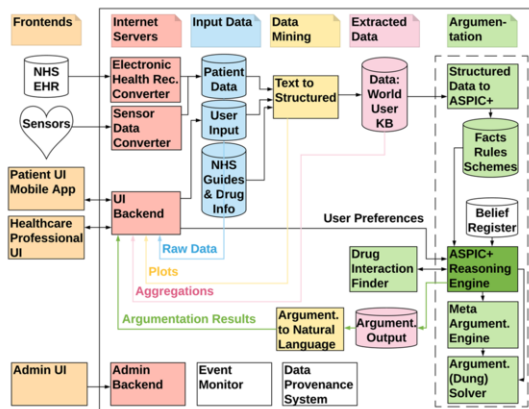 Frontends
Internet
Servers
Input Data
Data
Mining
Extracted
Data
Argumen-
tation
NHS
EHR
Electronic
Health Rec.
Converter
Patient
Data
Text to
Structured
Data:
World
User
KB
Structured
Data to
ASPIC+
Sensors
Sensor
Data
Converter
User
Input
Facts
Rules
Schemes
NHS
Guides
& Drug
Info
Patient UI
Mobile App
UI
Backend
Healthcare
Professional
UI
User Preferences
Belief
Register
Raw Data
Plots
Aggregations
Argumentation Results
Drug
Interaction
Finder
ASPIC+
Reasoning
Engine
Argument.
to Natural
Language
Argument.
Output
Meta
Argument.
Engine
Admin UI
Admin
Backend
Event
Monitor
Data
Provenance
System
Argument.
(Dung)
Solver